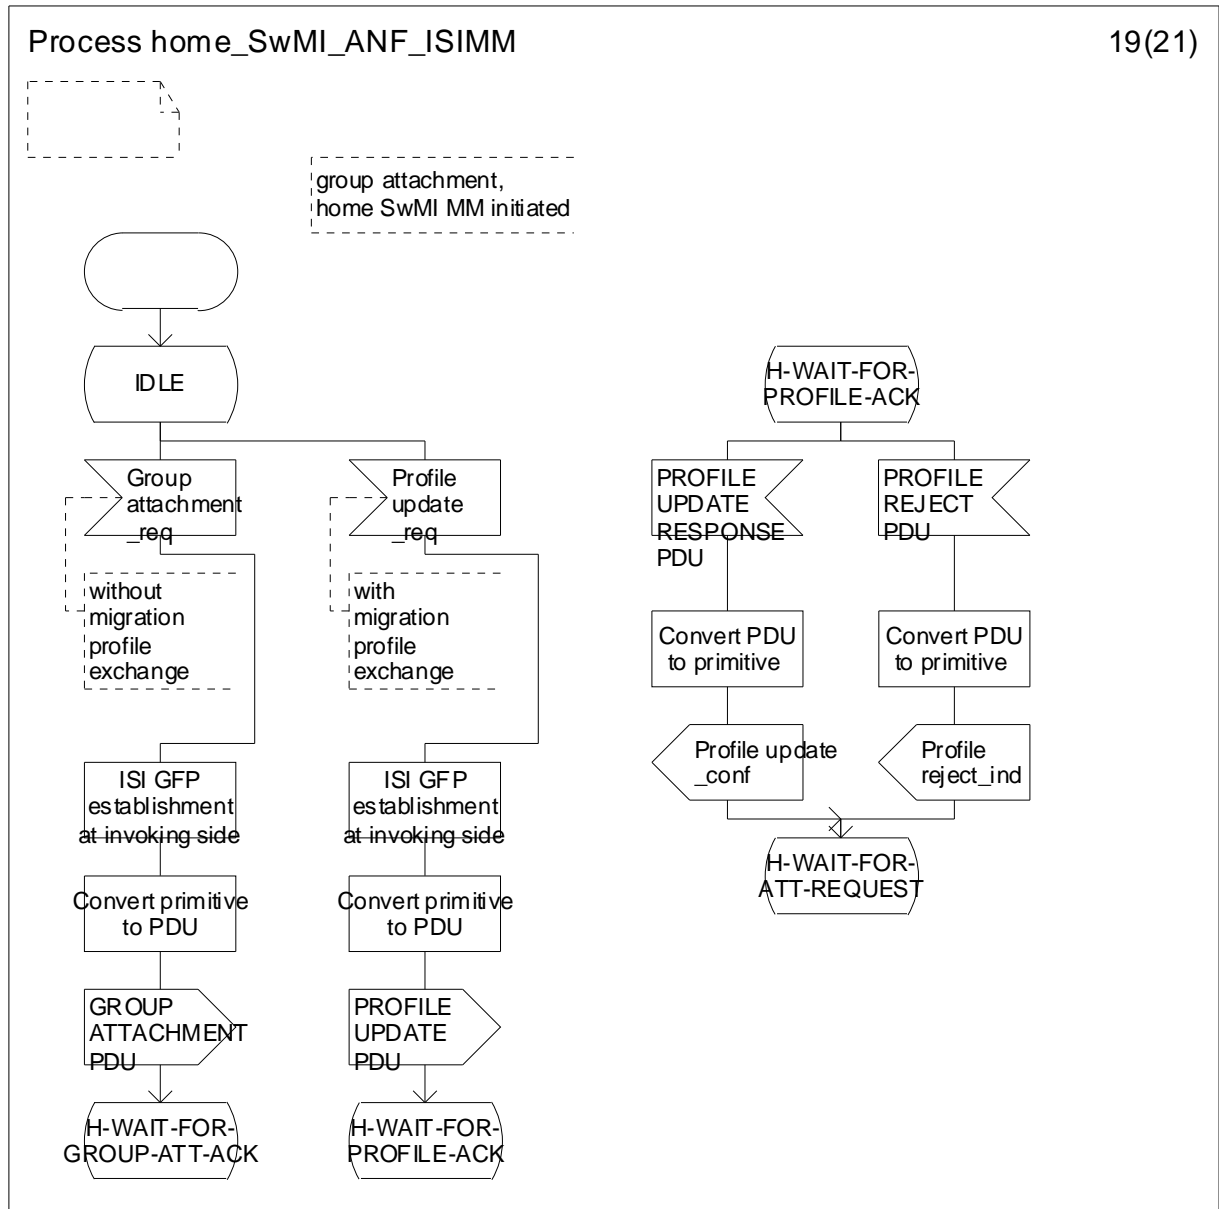 Process home_SwMI_ANF_ISIMM
19(21)
group attachment,
home SwMI MM initiated
IDLE
Group
attachment
_req
without
migration
profile
exchange
ISI GFP
establishment
at invoking side
Convert primitive
to PDU
GROUP
ATTACHMENT
PDU
H-WAIT-FOR-
GROUP-ATT-ACK
Profile
update
_req
with
migration
profile
exchange
ISI GFP
establishment
at invoking side
Convert primitive
to PDU
PROFILE
UPDATE
PDU
H-WAIT-FOR-
PROFILE-ACK
H-WAIT-FOR-
PROFILE-ACK
PROFILE
UPDATE
RESPONSE
PDU
Convert PDU
to primitive
Profile update
_conf
PROFILE
REJECT
PDU
Convert PDU
to primitive
Profile
reject_ind
H-WAIT-FOR-
ATT-REQUEST